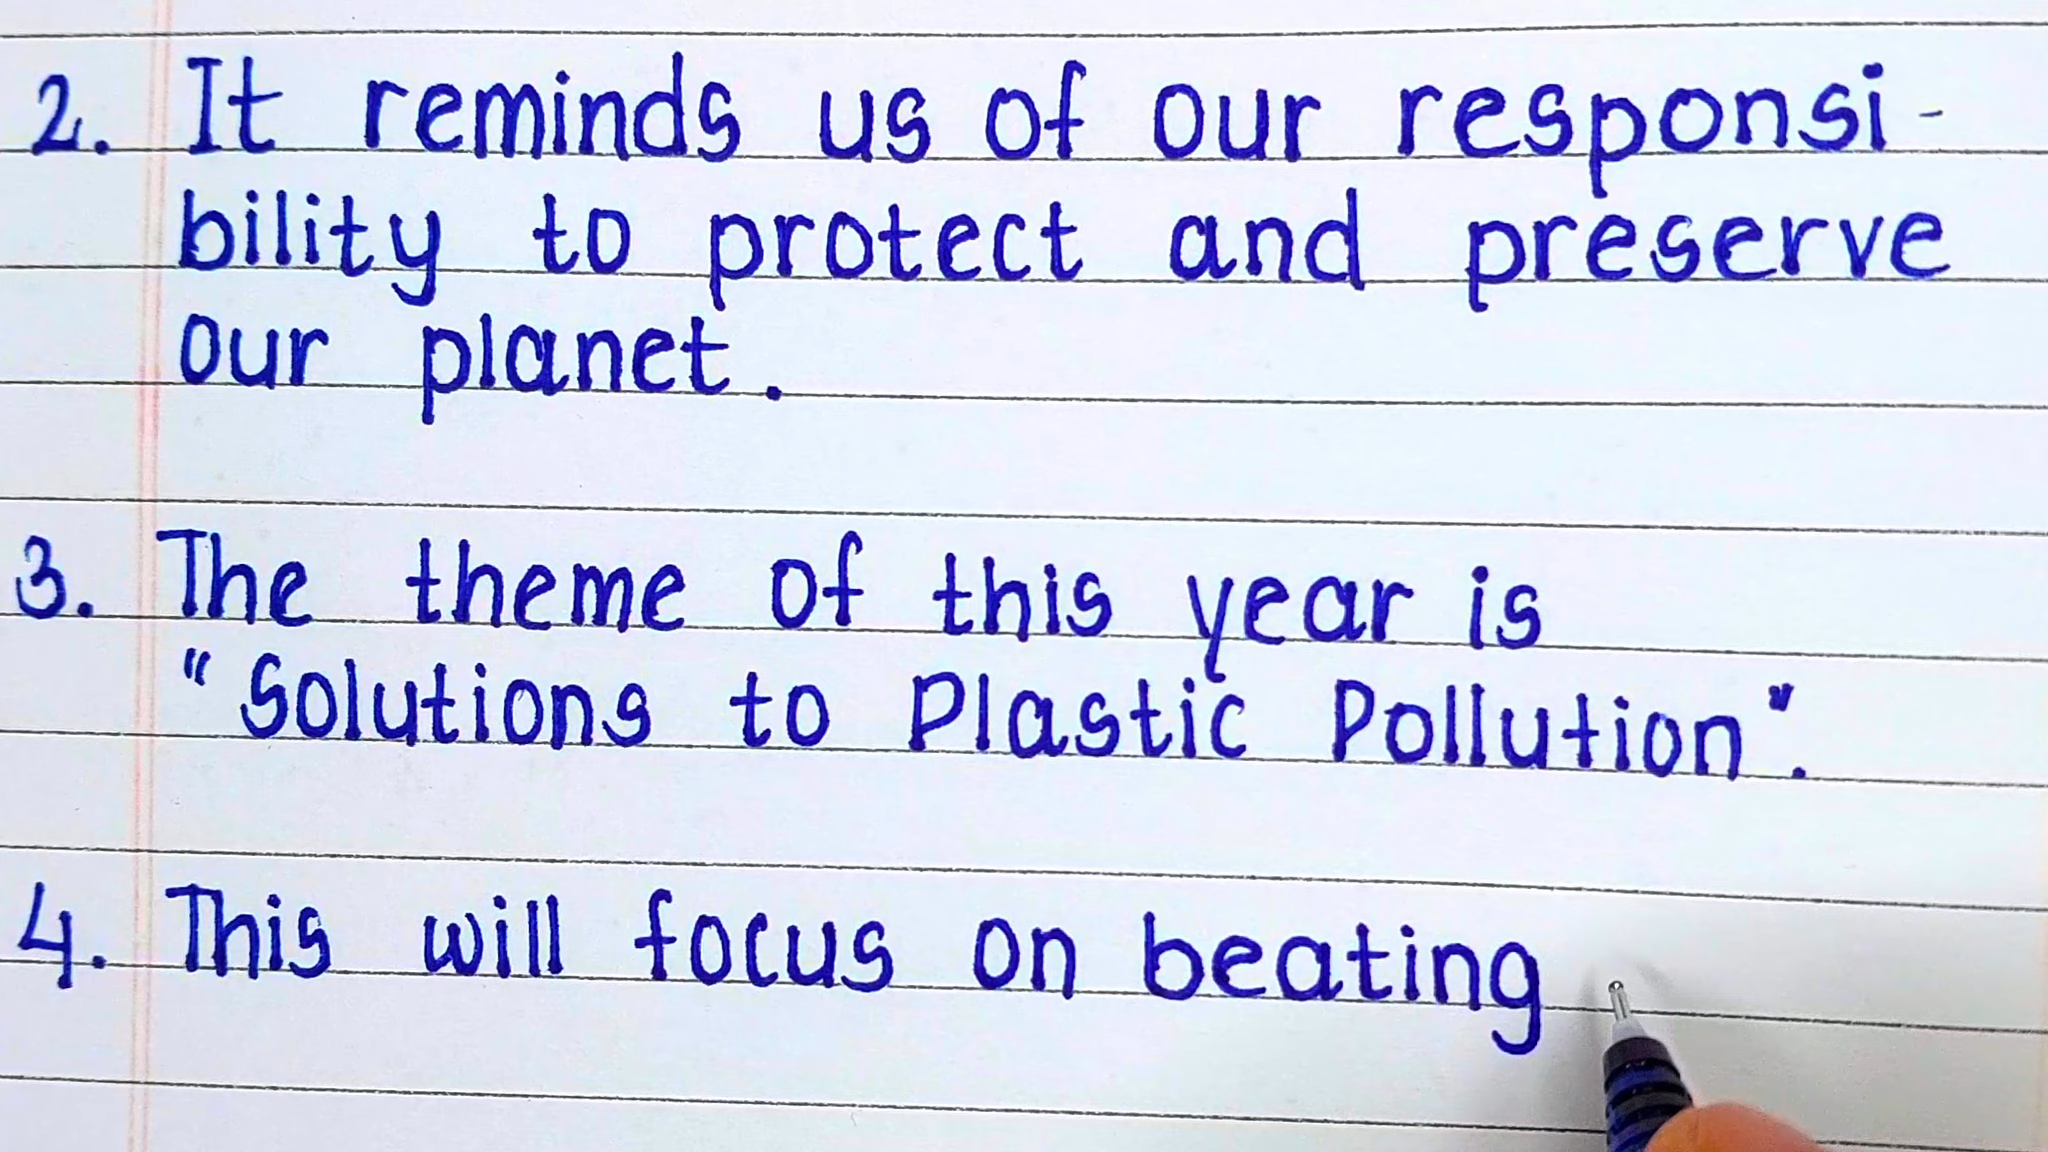 2. It reminds us of our responsi-
bility to protect and preserve
our planet.
3. The theme of this year is
"Solutions to Plastic Pollution".
4. This will focus on beating